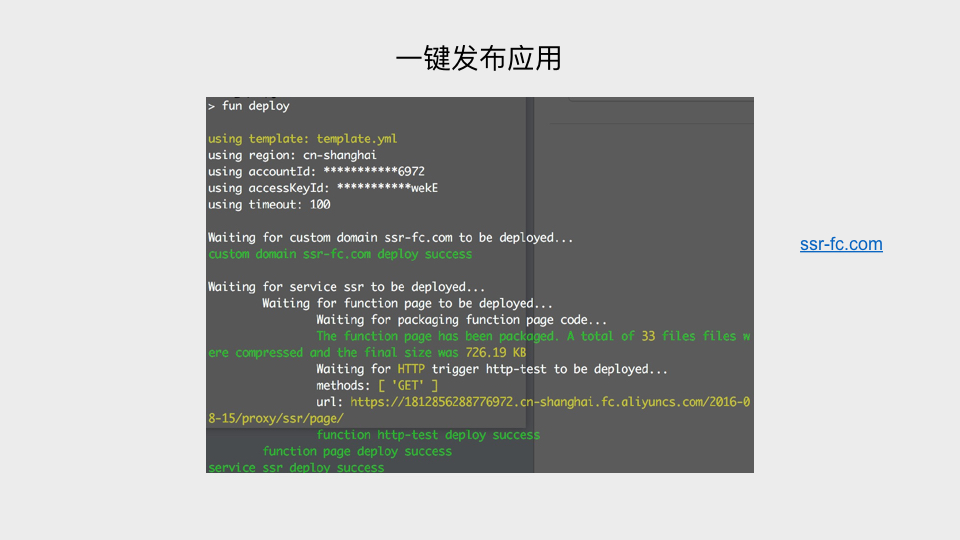 一键发布应用
> fun deploy
using template: template.yml
using region: cn-shanghai
using accountId: ***********6972
using accessKeyId: ***********wekE
using timeout: 100
Waiting for custom domain ssr-fc.com to be deployed...
custom domain ssr-fc.com deploy success
Waiting for service ssr to be deployed...
Waiting for function page to be deployed...
Waiting for packaging function page code...
The function page has been packaged. A total of 33 files files w
ere compressed and the final size was 726.19 KB
Waiting for HTTP trigger http-test to be deployed...
methods: [ 'GET' ]
url: https://1812856288776972.cn-shanghai.fc.aliyuncs.com/2016-0
8-15/proxy/ssr/page/
function http-test deploy success
function page deploy success
service ssr deploy success
ssr-fc.com